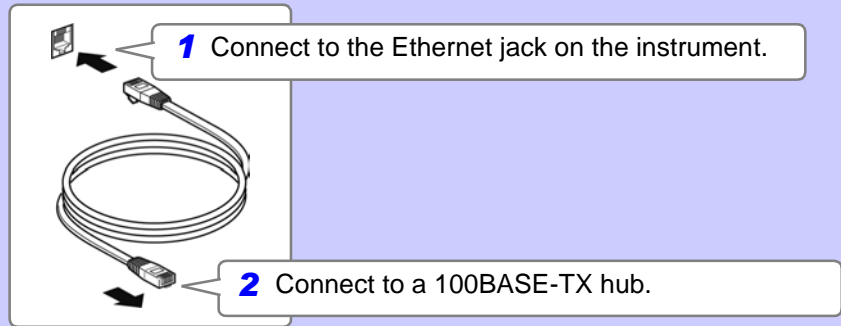 1 Connect to the Ethernet jack on the instrument.
2 Connect to a 100BASE-TX hub.